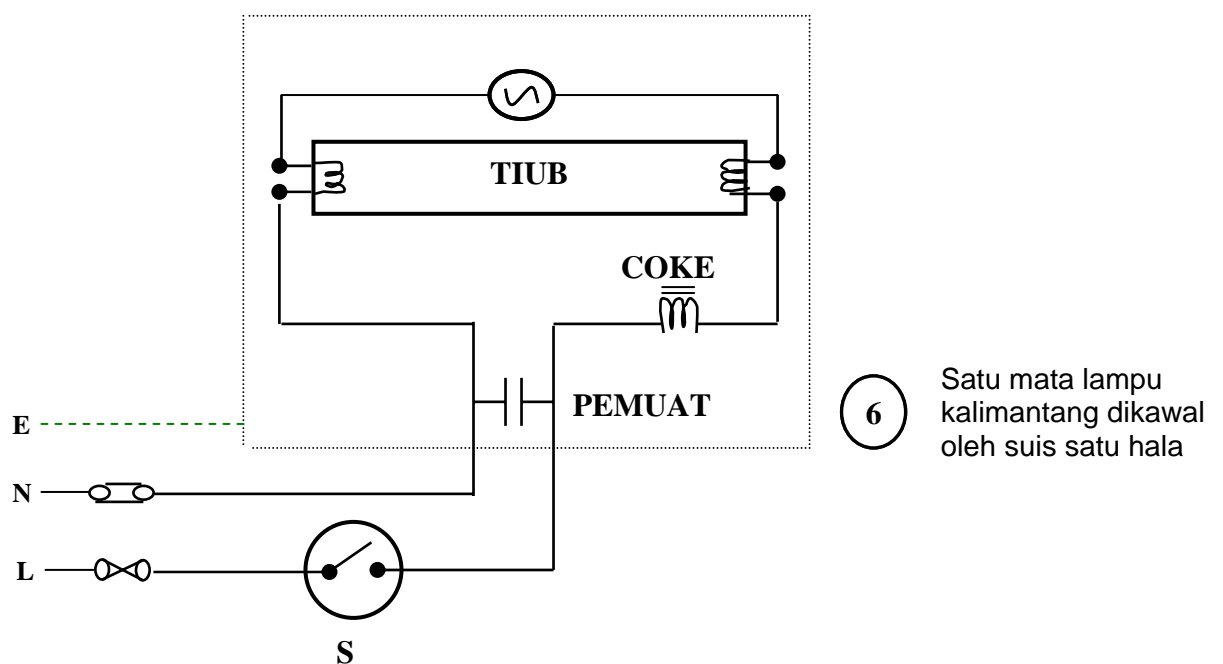 TIUB
COKE
PEMUAT
E
N
L
S
6
Satu mata lampu
kalimantang dikawal
oleh suis satu hala